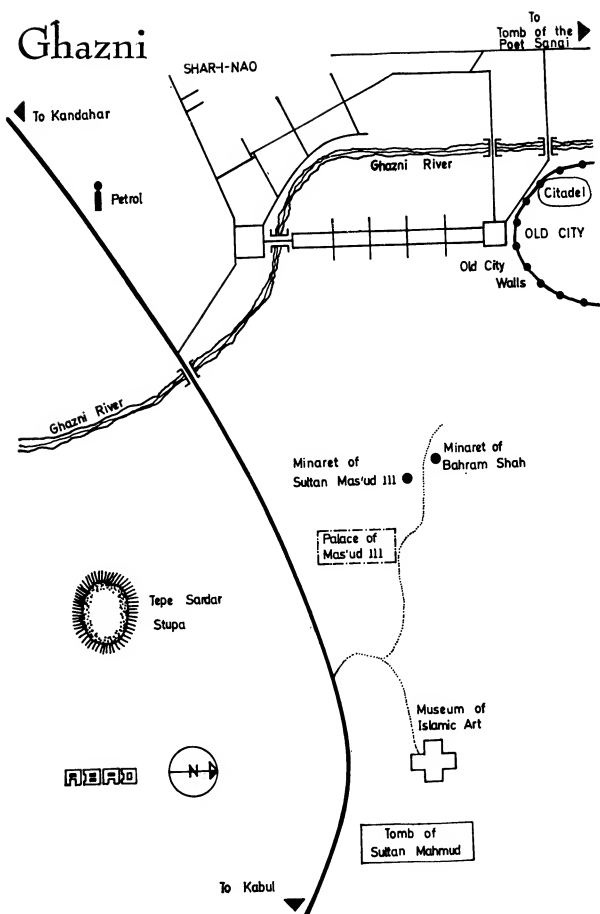 Ghazni
To
Tomb of the
Poet Sanai
SHAR-I-NAO
To Kandahar
Petrol
Ghazni River
Citadel
OLD CITY
Old City
Walls
Ghazni River
Minaret of
Bahram Shah
Minaret of
Sultan Mas'ud III
Palace of
Mas'ud III
Tepe Sardar
Stupa
Museum of
Islamic Art
ABAD
N
Tomb of
Sultan Mahmud
To Kabul